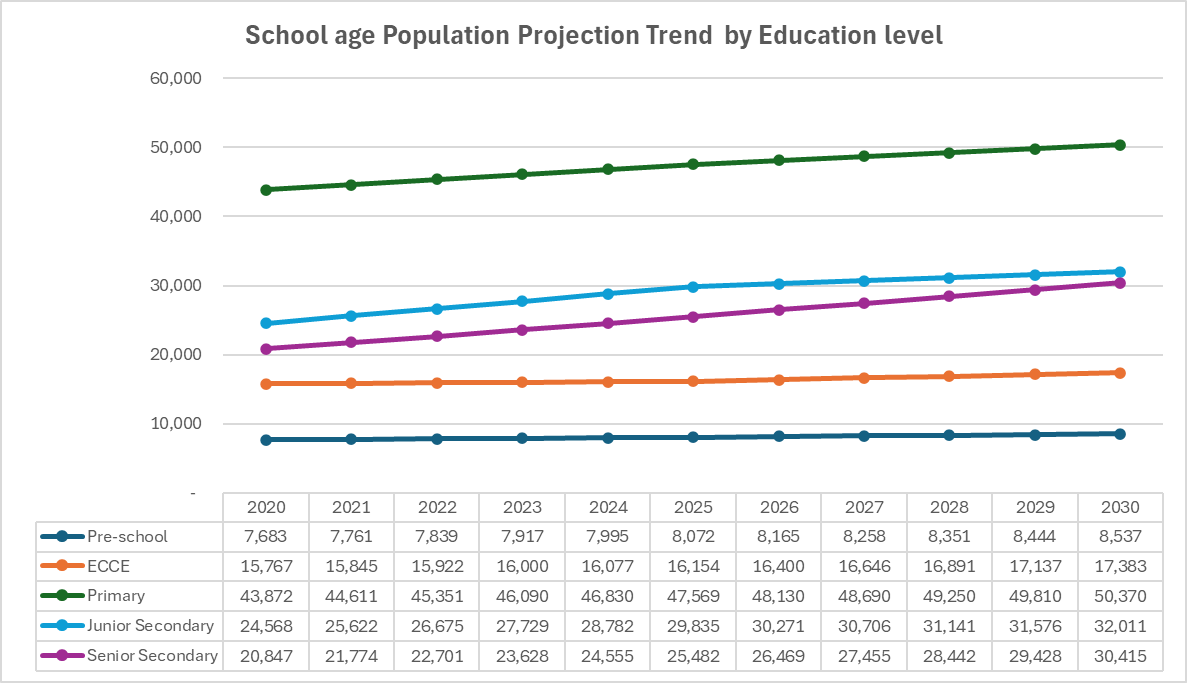 School age Population Projection Trend  by Education level
60,000
50,000
40,000
30,000
20,000
10,000
-
2020 2021 2022 2023 2024 2025 2026 2027 2028 2029 2030
Pre-school 7,683 7,761 7,839 7,917 7,995 8,072 8,165 8,258 8,351 8,444 8,537
ECCE 15,767 15,845 15,922 16,000 16,077 16,154 16,400 16,646 16,891 17,137 17,383
Primary 43,872 44,611 45,351 46,090 46,830 47,569 48,130 48,690 49,250 49,810 50,370
Junior Secondary 24,568 25,622 26,675 27,729 28,782 29,835 30,271 30,706 31,141 31,576 32,011
Senior Secondary 20,847 21,774 22,701 23,628 24,555 25,482 26,469 27,455 28,442 29,428 30,415